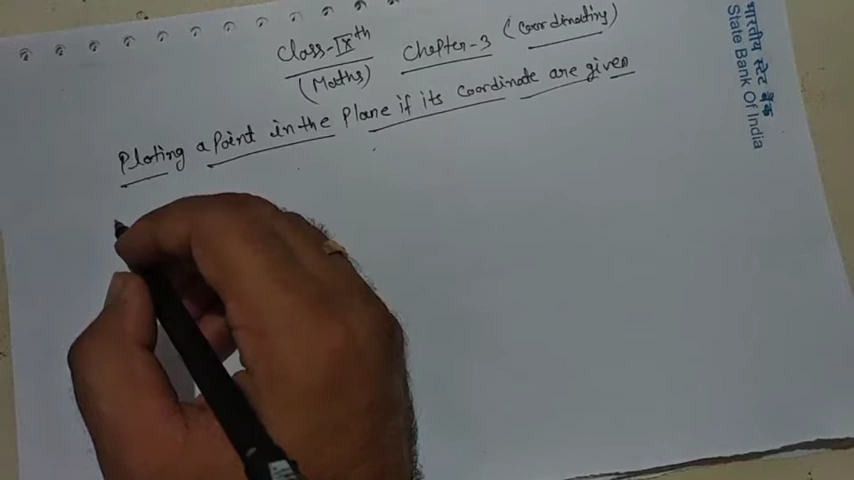 Class-IXth Chapter-3 (Coordinating)
(Maths)
Ploting a point in the Plane if its coordinate are given
भारतीय स्टेट बैंक
State Bank Of India